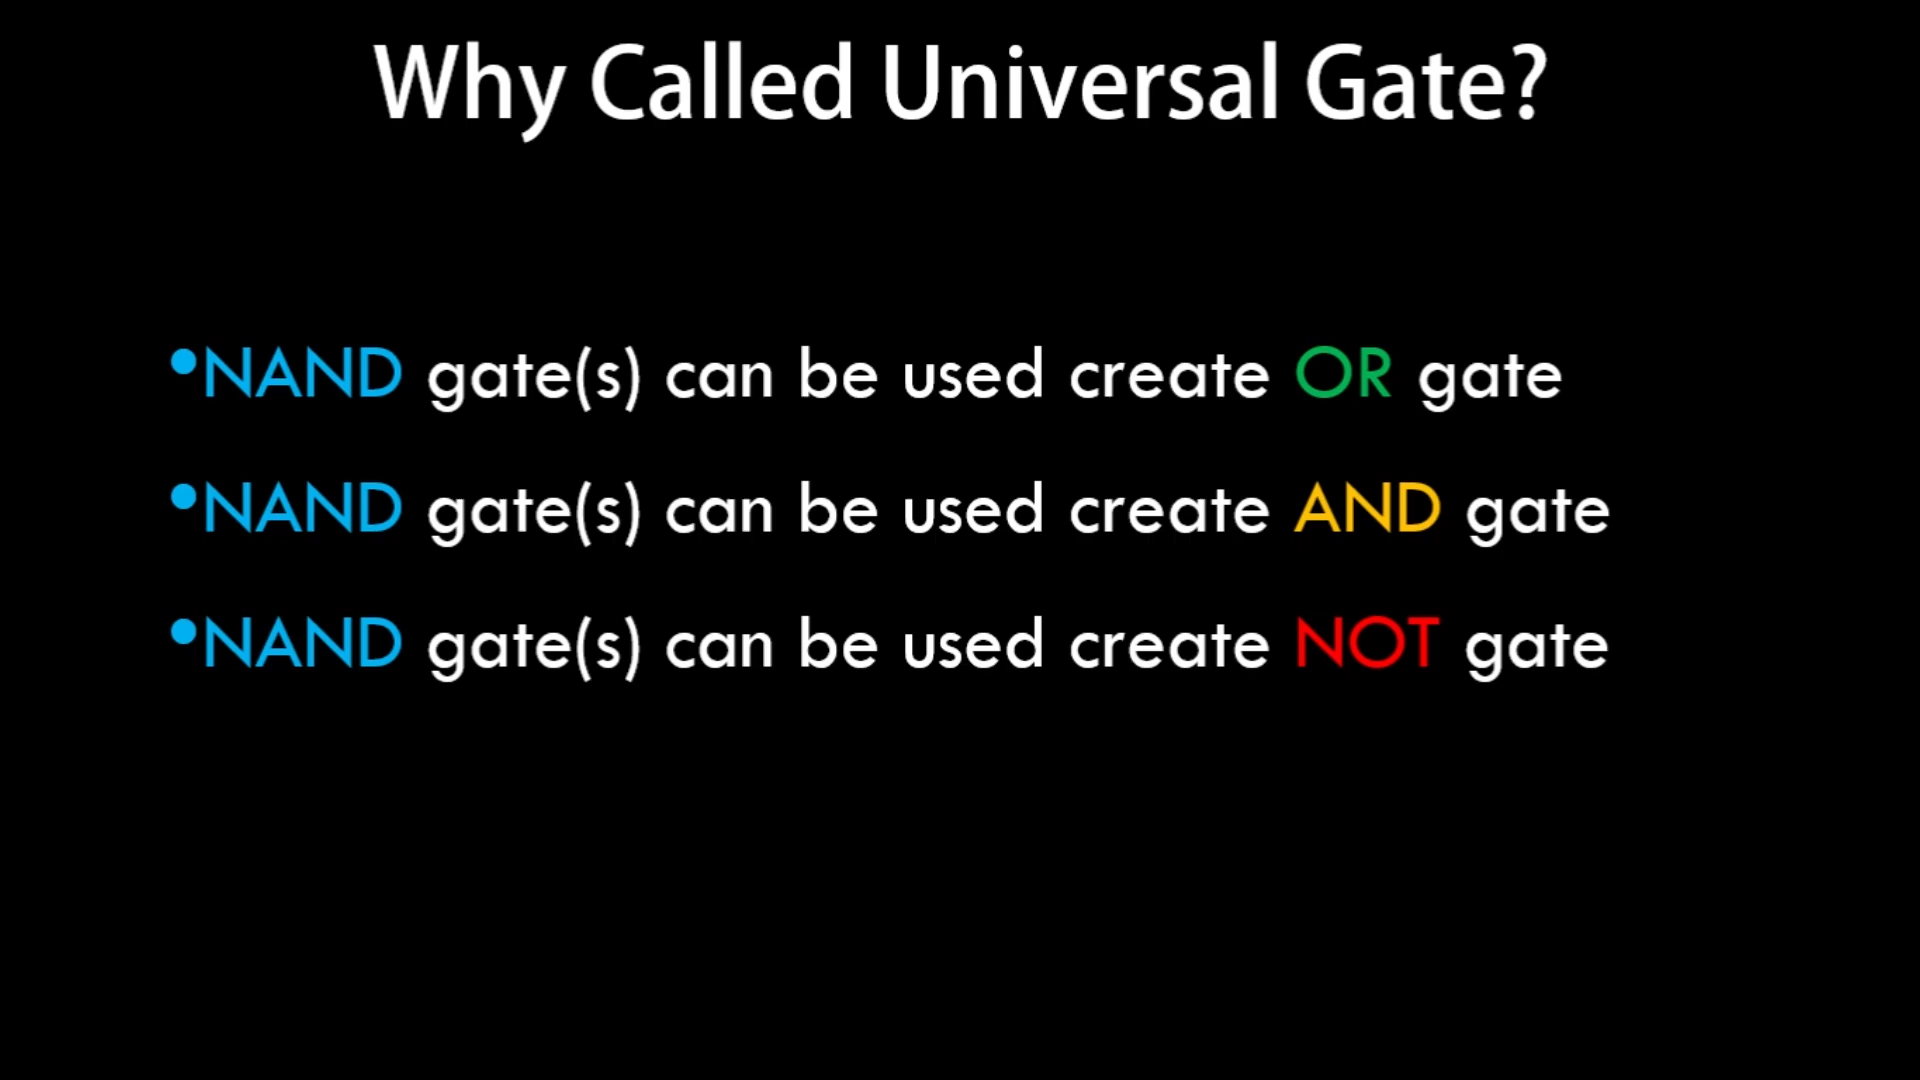 Why Called Universal Gate?
•NAND gate(s) can be used create OR gate
•NAND gate(s) can be used create AND gate
•NAND gate(s) can be used create NOT gate